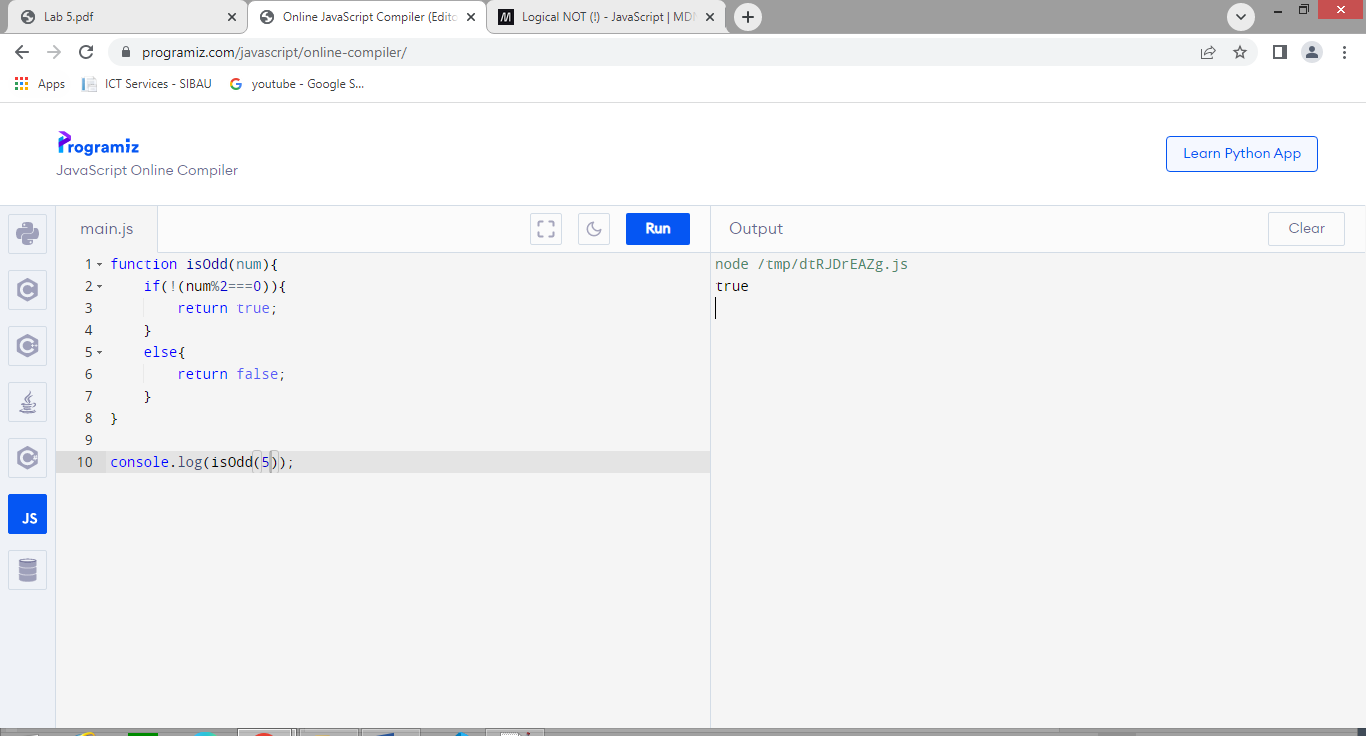 Lab 5.pdf
Online JavaScript Compiler (Edito
Logical NOT (!) - JavaScript | MDN
programiz.com/javascript/online-compiler/
Apps
ICT Services - SIBAU
youtube - Google S...
Programiz
JavaScript Online Compiler
Learn Python App
main.js
Run
Output
Clear
1 function isOdd(num){
2 if(!(num%2===0)){
3 return true;
4 }
5 else{
6 return false;
7 }
8 }
9
10 console.log(isOdd(5));
JS
node /tmp/dtRJDrEAZg.js
true